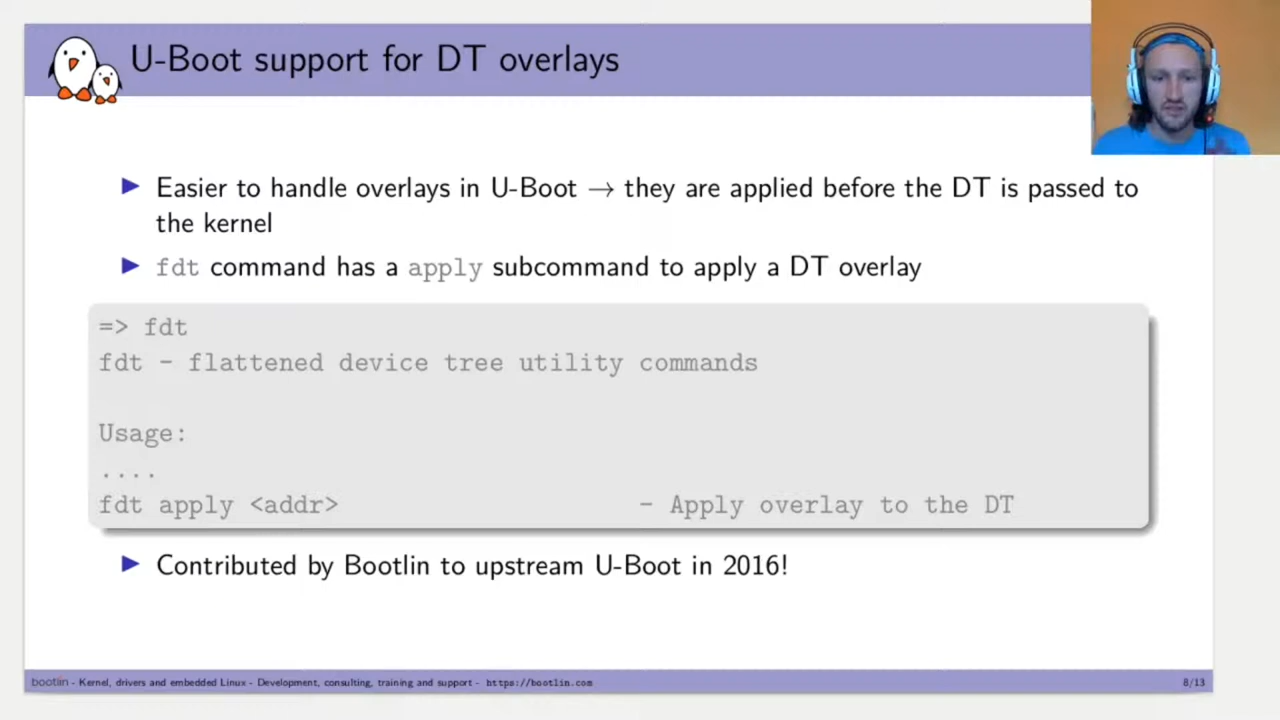 U-Boot support for DT overlays
▶ Easier to handle overlays in U-Boot → they are applied before the DT is passed to
the kernel
▶ fdt command has a apply subcommand to apply a DT overlay
=> fdt
fdt - flattened device tree utility commands
Usage:
....
fdt apply <addr> - Apply overlay to the DT
▶ Contributed by Bootlin to upstream U-Boot in 2016!
bootlin - Kernel, drivers and embedded Linux - Development, consulting, training and support - https://bootlin.com 8/13